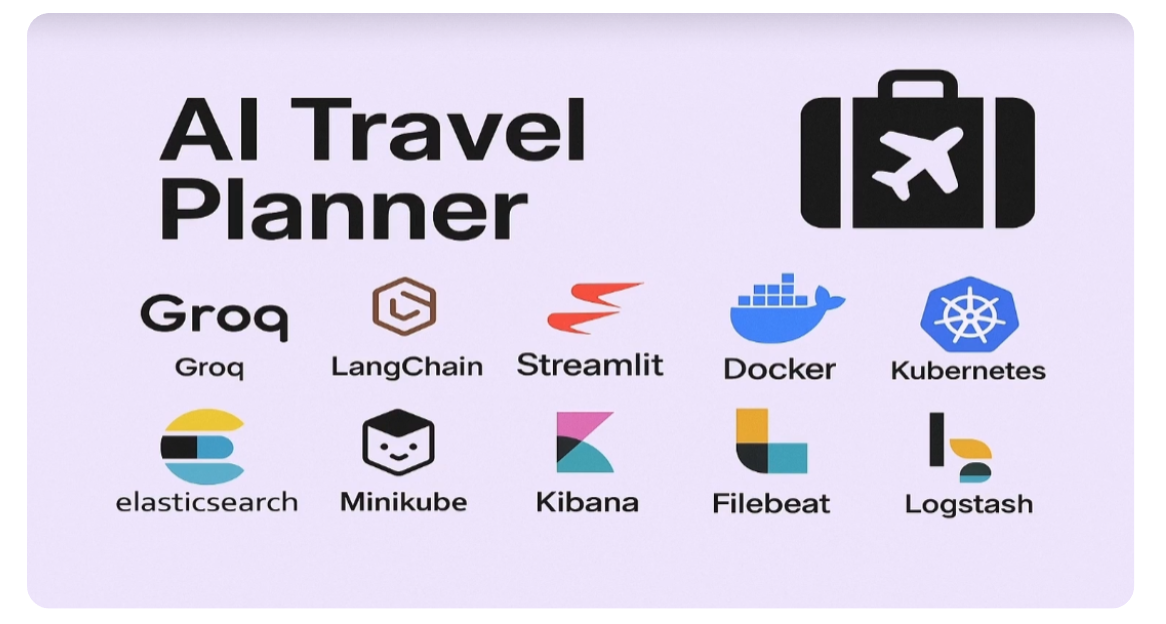 AI Travel
Planner
Groq
Groq
LangChain
Streamlit
Docker
Kubernetes
elasticsearch
Minikube
Kibana
Filebeat
Logstash